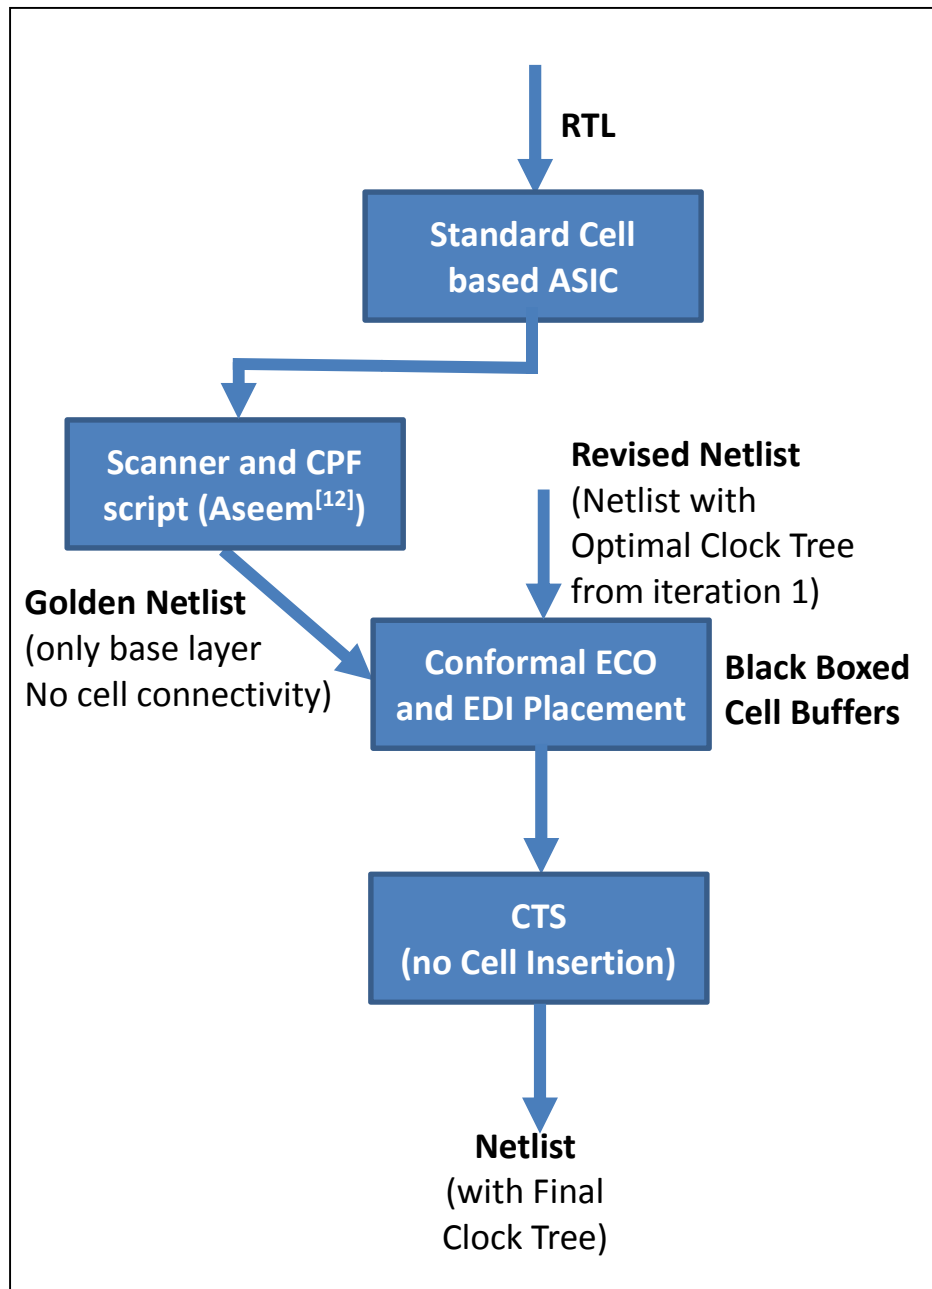 RTL
Standard Cell
based ASIC
Scanner and CPF
script (Aseem[12])
Revised Netlist
(Netlist with
Optimal Clock Tree
from iteration 1)
Golden Netlist
(only base layer
No cell connectivity)
Conformal ECO
and EDI Placement
Black Boxed
Cell Buffers
CTS
(no Cell Insertion)
Netlist
(with Final
Clock Tree)